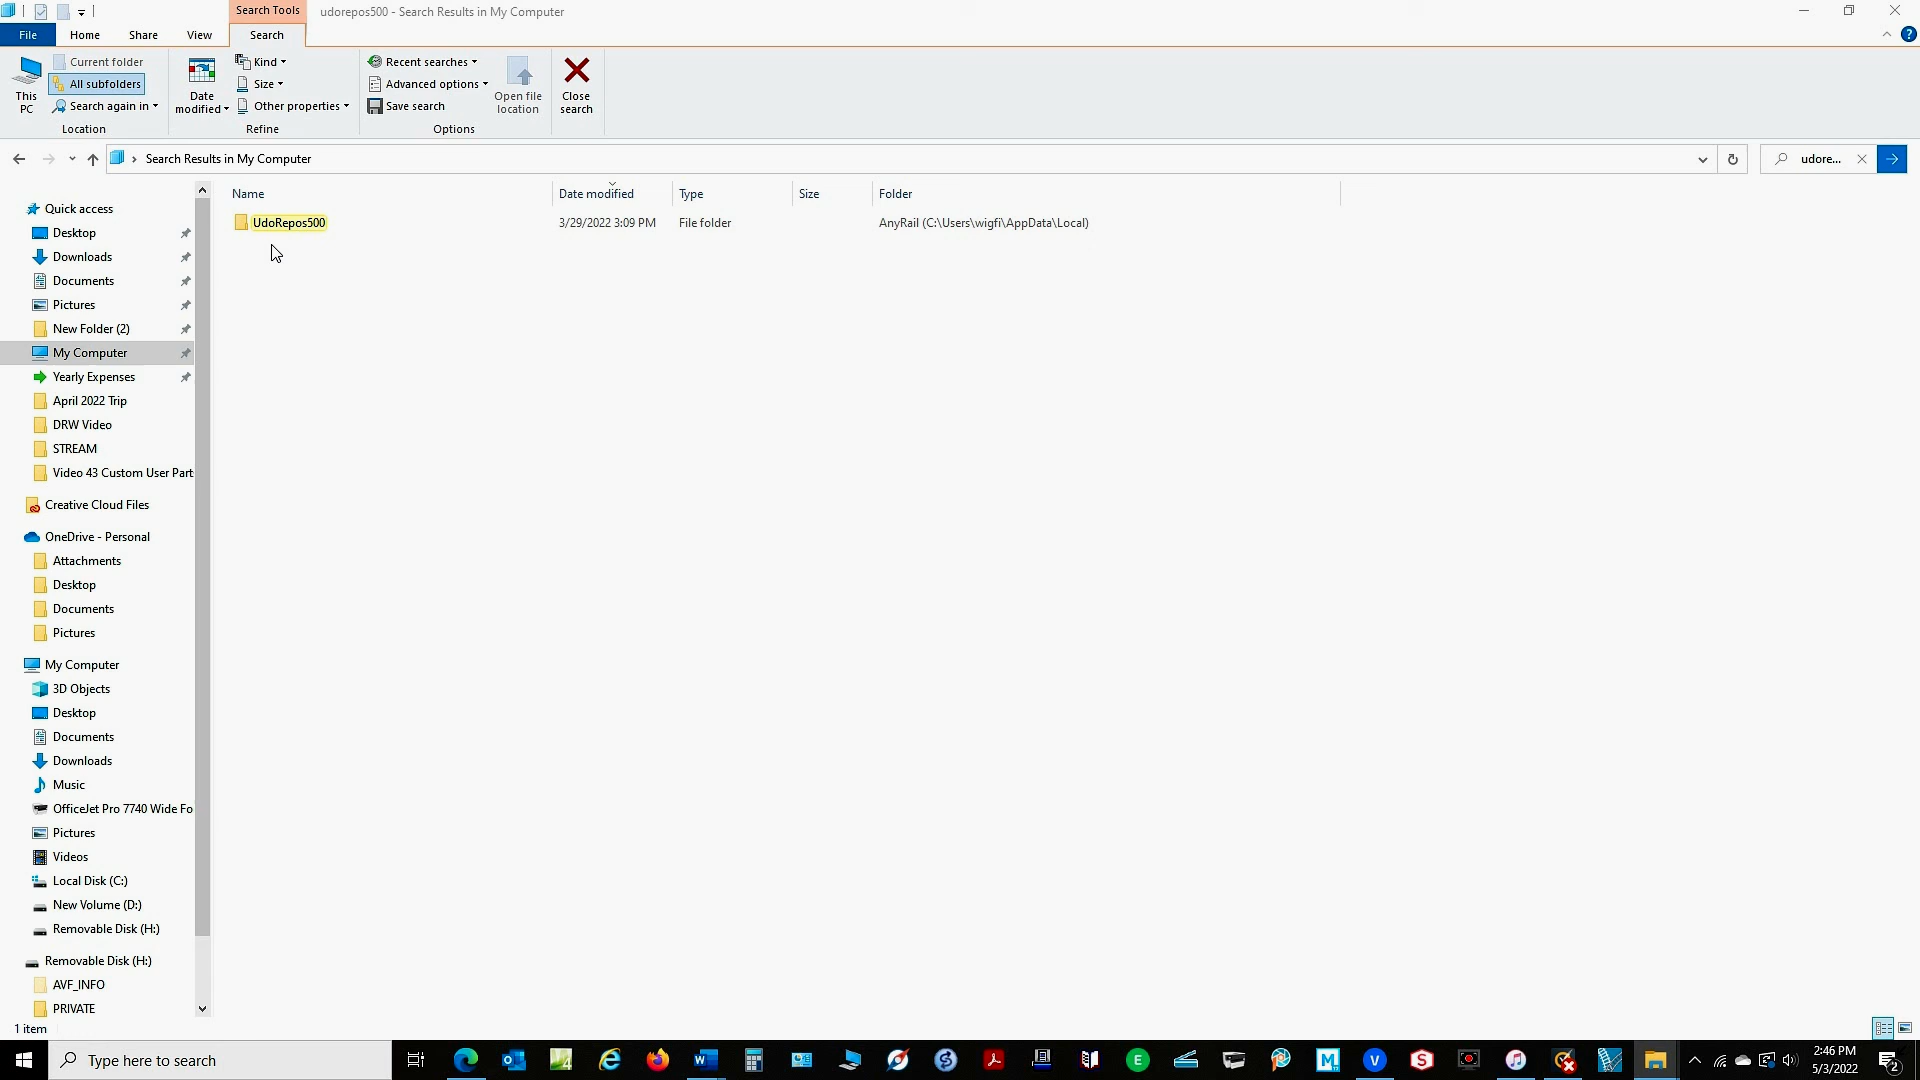 Search Tools
udorepos500 - Search Results in My Computer
File
Home
Share
View
Search
This PC
Current folder
All subfolders
Search again in
Location
Date modified
Kind
Size
Other properties
Refine
Recent searches
Advanced options
Save search
Options
Open file location
Close search
Search Results in My Computer
udore...
Name
Date modified
Type
Size
Folder
UdoRepos500
3/29/2022 3:09 PM
File folder
AnyRail (C:\Users\wigfi\AppData\Local)
Quick access
Desktop
Downloads
Documents
Pictures
New Folder (2)
My Computer
Yearly Expenses
April 2022 Trip
DRW Video
STREAM
Video 43 Custom User Part
Creative Cloud Files
OneDrive - Personal
Attachments
Desktop
Documents
Pictures
My Computer
3D Objects
Desktop
Documents
Downloads
Music
OfficeJet Pro 7740 Wide Fo
Pictures
Videos
Local Disk (C:)
New Volume (D:)
Removable Disk (H:)
Removable Disk (H:)
AVF_INFO
PRIVATE
1 item
Type here to search
2:46 PM
5/3/2022
2